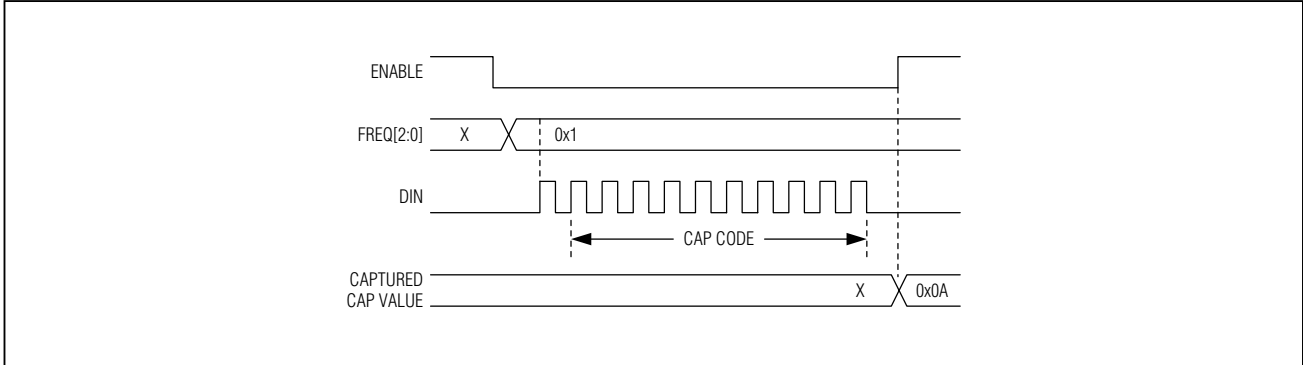 ENABLE
FREQ[2:0] X 0x1
DIN
CAP CODE
CAPTURED
CAP VALUE X 0x0A